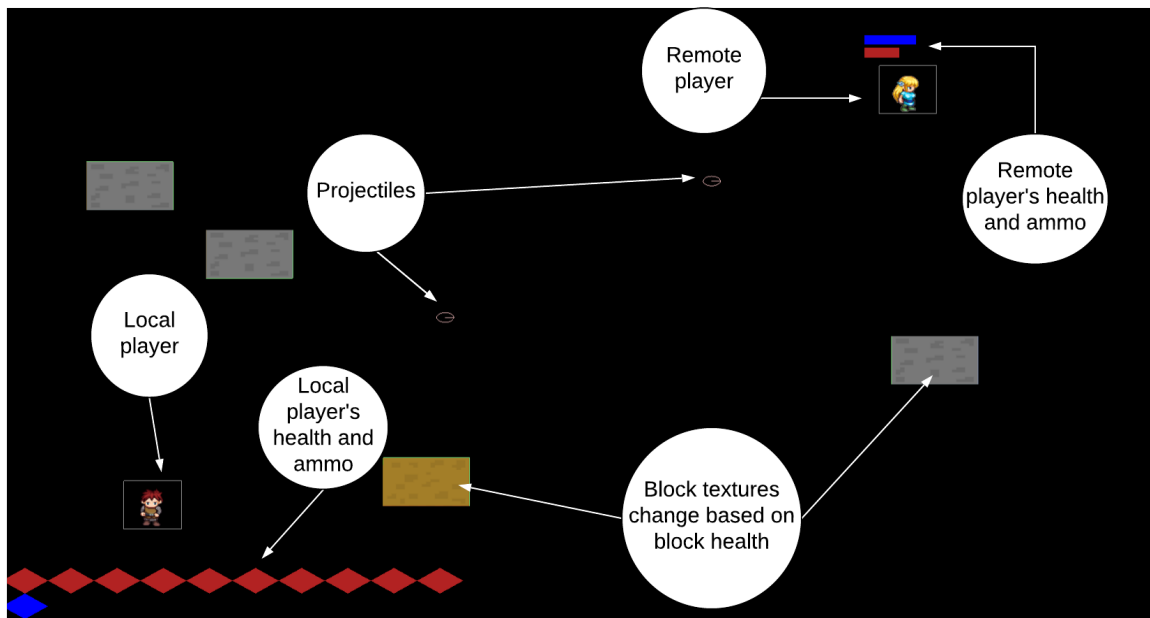 Remote
player
Projectiles
Remote
player's health
and ammo
Local
player
Local
player's
health and
ammo
Block textures
change based on
block health